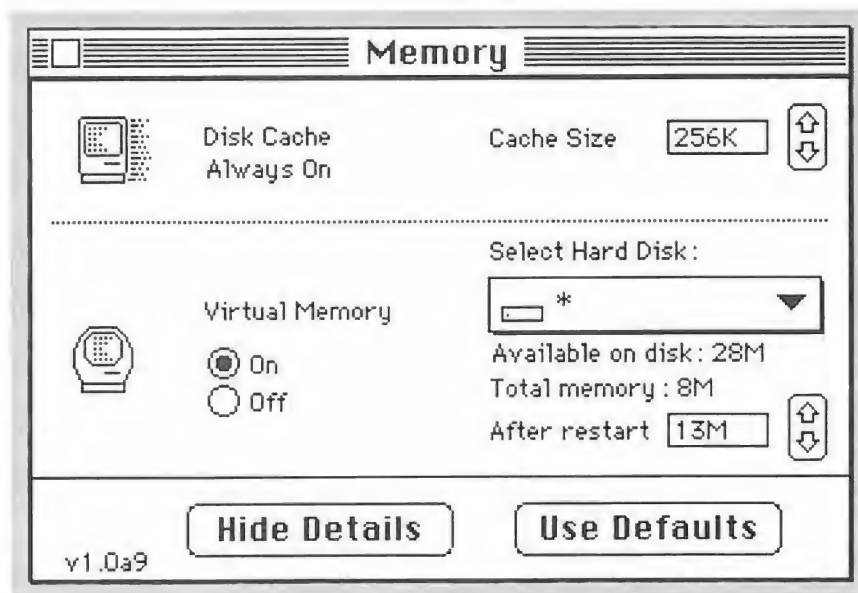 Memory
Disk Cache
Always On
Cache Size 256K
Select Hard Disk :
*
Virtual Memory
On
Off
Available on disk : 28M
Total memory : 8M
After restart 13M
Hide Details
Use Defaults
v1.0a9